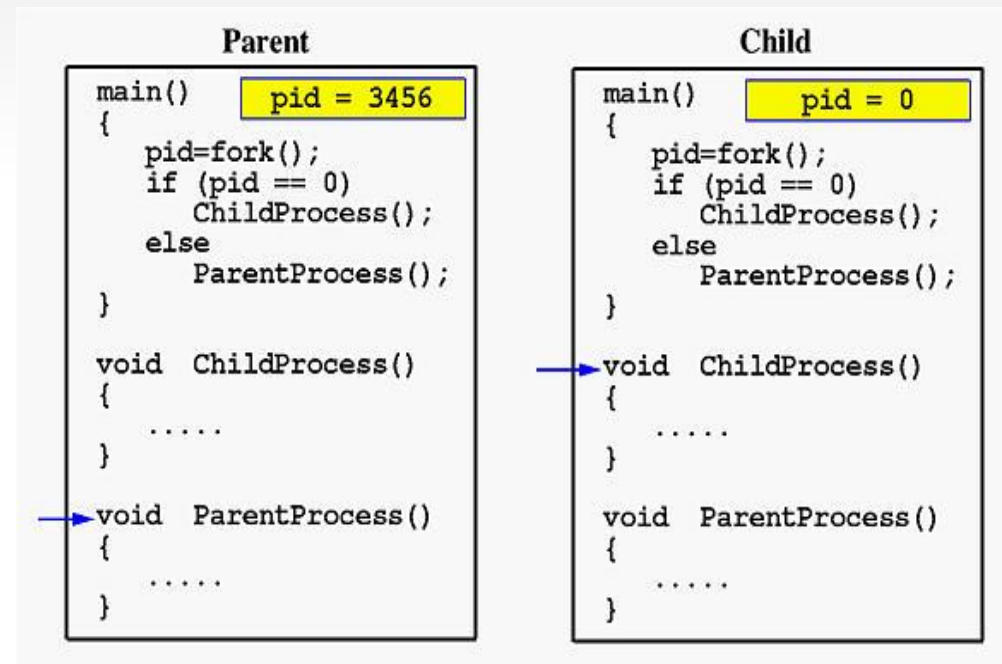 Parent
main()
pid = 3456
{
pid=fork();
if (pid == 0)
ChildProcess();
else
ParentProcess();
}
void ChildProcess()
{
.....
}
void ParentProcess()
{
.....
}
Child
main()
pid = 0
{
pid=fork();
if (pid == 0)
ChildProcess();
else
ParentProcess();
}
void ChildProcess()
{
.....
}
void ParentProcess()
{
.....
}